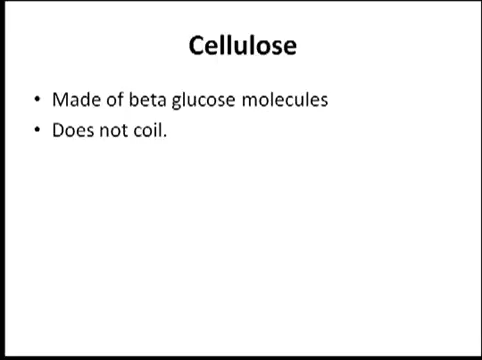 Cellulose
• Made of beta glucose molecules
• Does not coil.